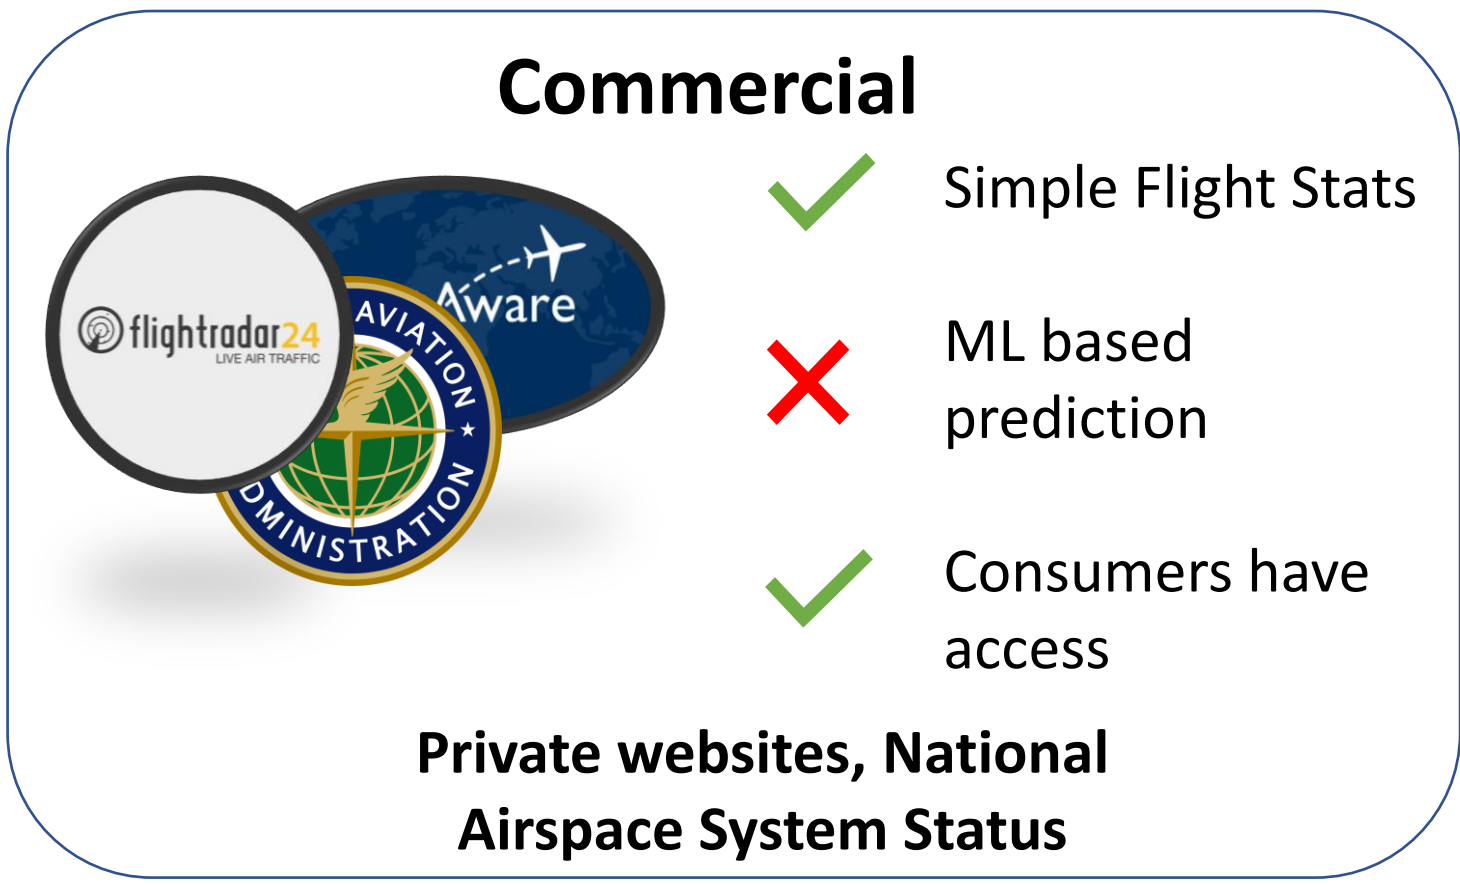 Commercial
Simple Flight Stats
flightradar24
LIVE AIR TRAFFIC
Aware
AVIATION
DMINISTRATION
ML based
prediction
Consumers have
access
Private websites, National
Airspace System Status